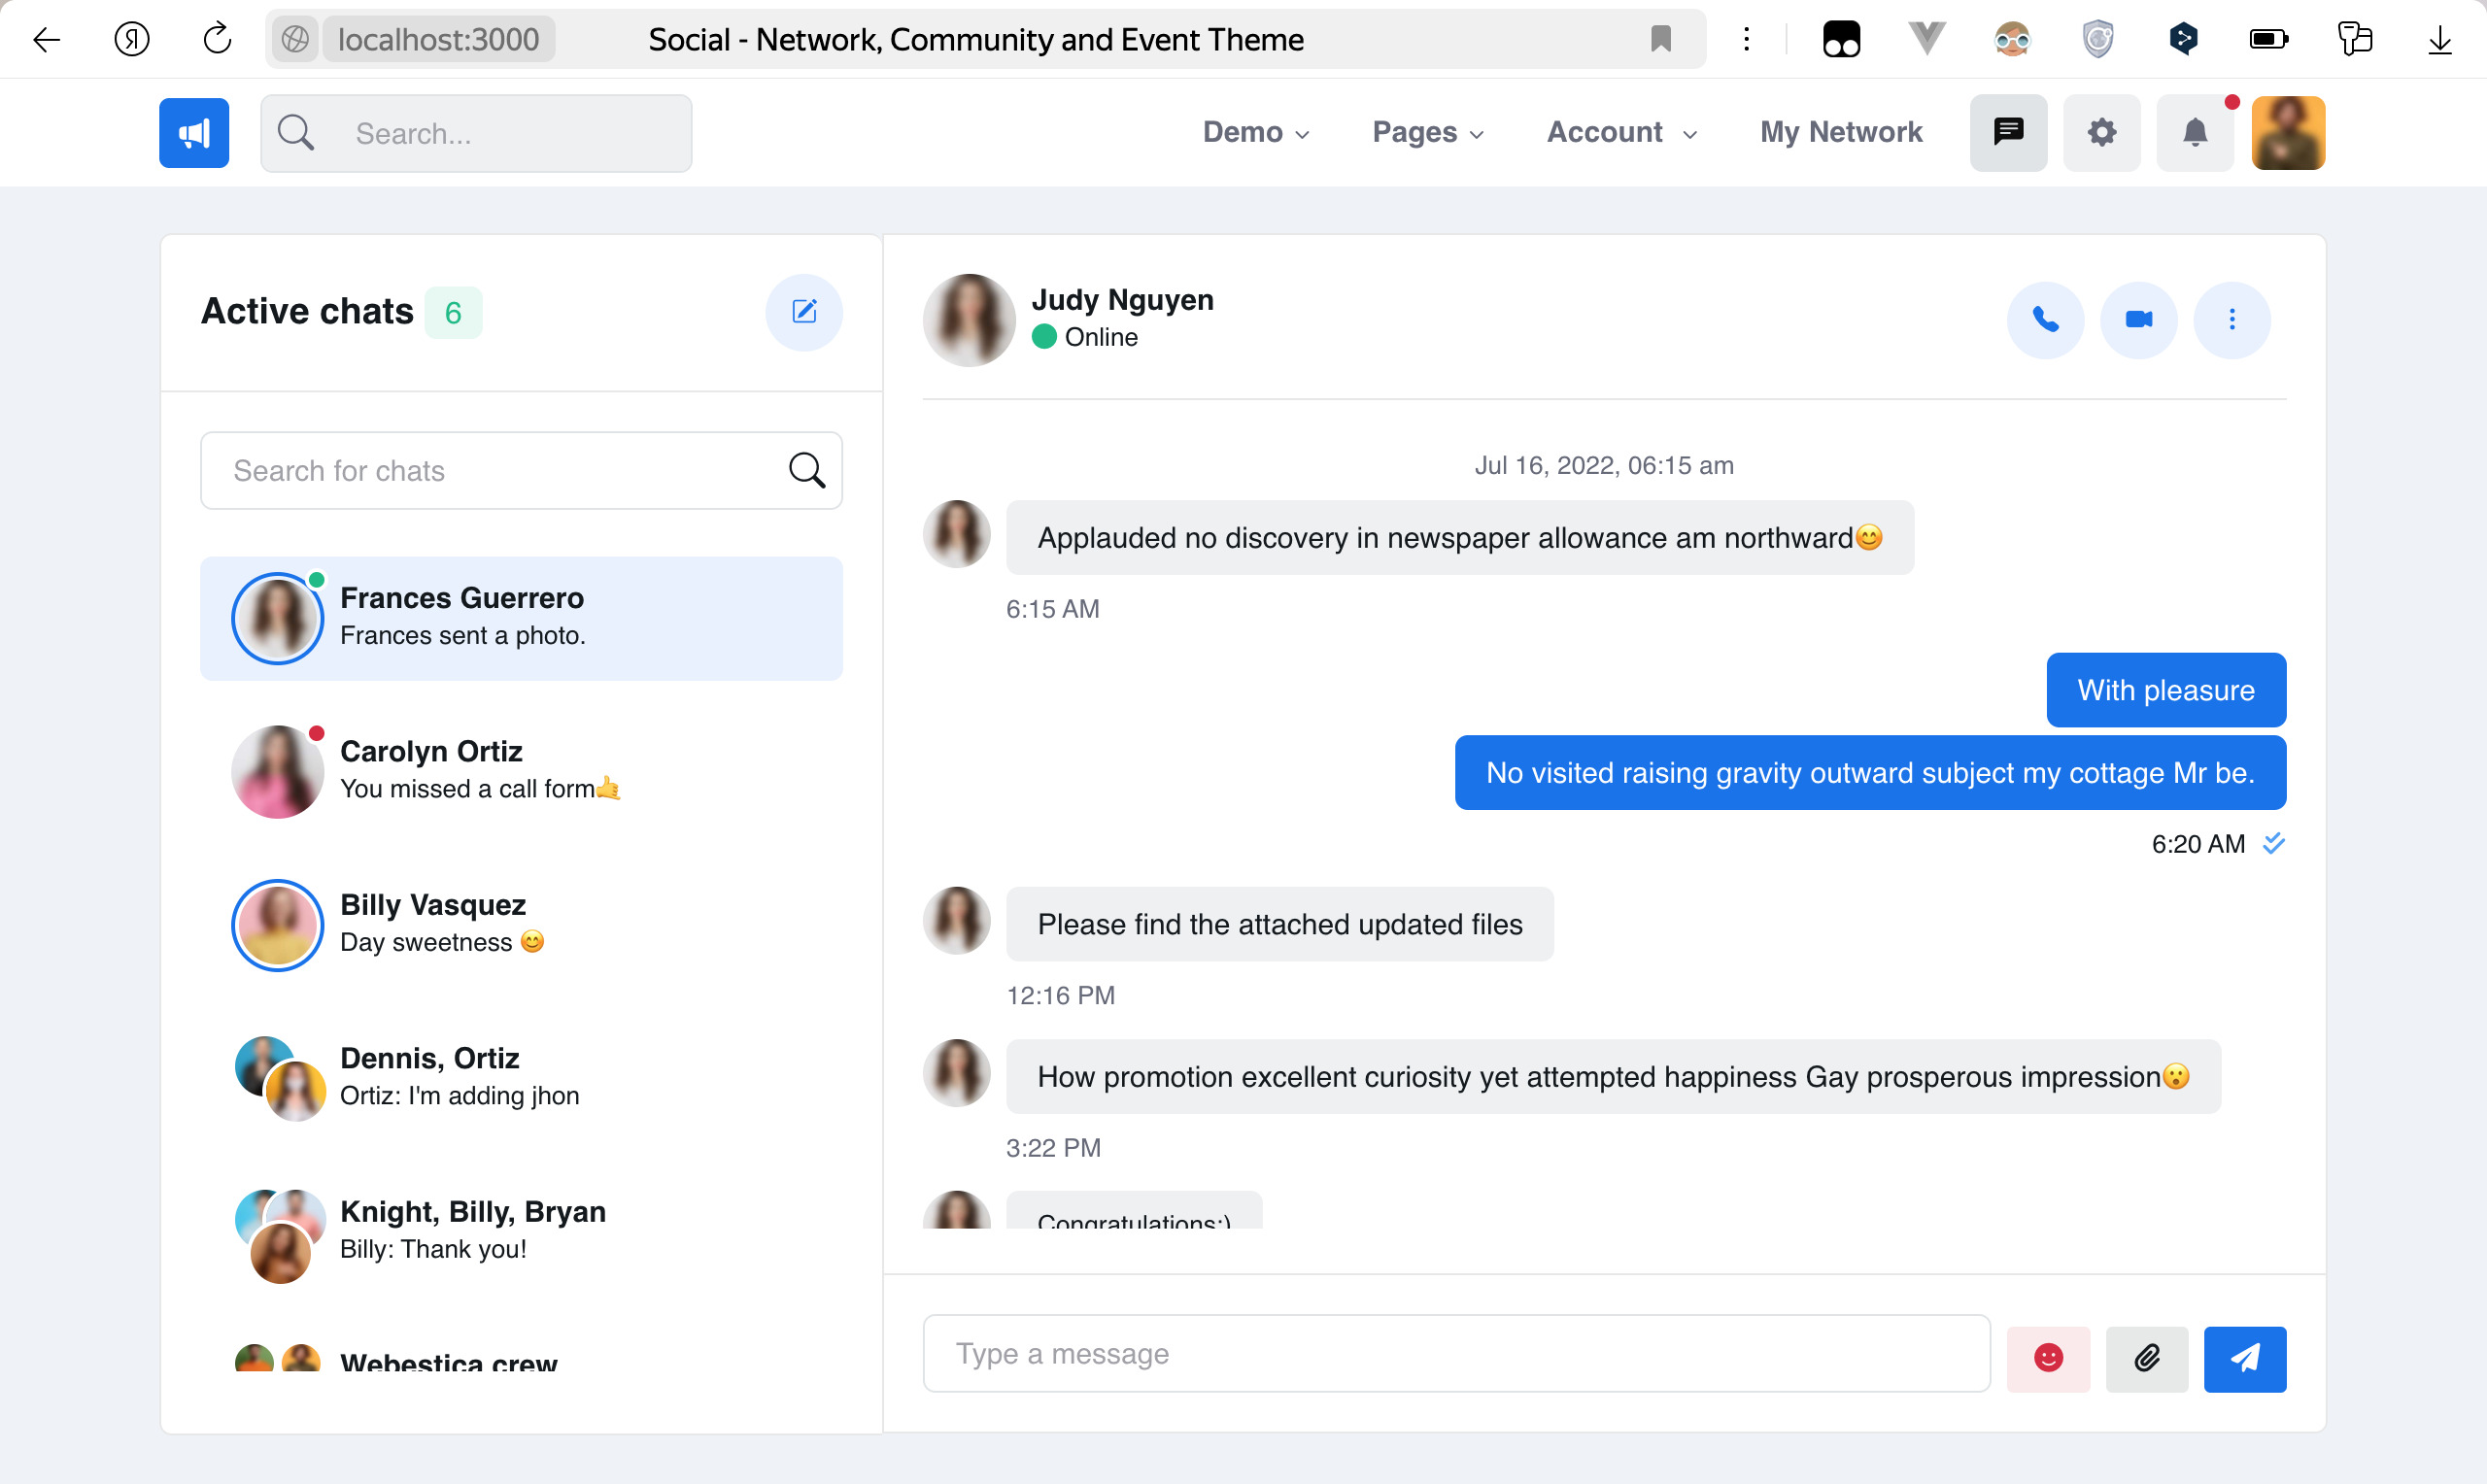 localhost:3000 Social - Network, Community and Event Theme
Search...
Demo Pages Account My Network
Active chats 6
Search for chats
Frances Guerrero
Frances sent a photo.
Carolyn Ortiz
You missed a call form🤙
Billy Vasquez
Day sweetness 😊
Dennis, Ortiz
Ortiz: I'm adding jhon
Knight, Billy, Bryan
Billy: Thank you!
Webestica crew
Judy Nguyen
Online
Jul 16, 2022, 06:15 am
Applauded no discovery in newspaper allowance am northward😊
6:15 AM
With pleasure
No visited raising gravity outward subject my cottage Mr be.
6:20 AM
Please find the attached updated files
12:16 PM
How promotion excellent curiosity yet attempted happiness Gay prosperous impression😮
3:22 PM
Congratulations:)
Type a message